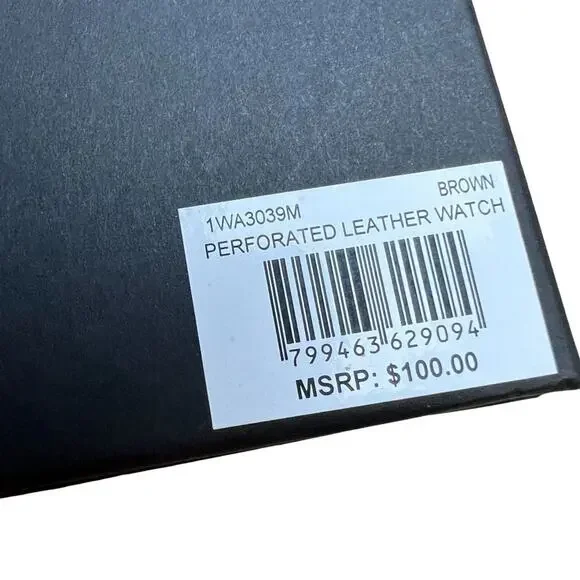 1WA3039M BROWN
PERFORATED LEATHER WATCH
799463 629094
MSRP: $100.00